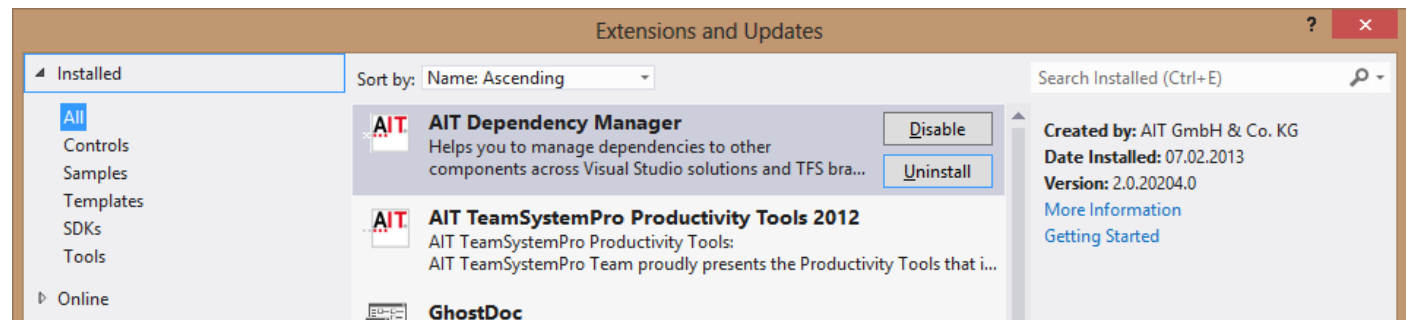 Extensions and Updates
?
Installed
All
Controls
Samples
Templates
SDKs
Tools
Online
Sort by: Name: Ascending
AIT
AIT Dependency Manager
Helps you to manage dependencies to other
components across Visual Studio solutions and TFS bra...
Disable
Uninstall
AIT
AIT TeamSystemPro Productivity Tools 2012
AIT TeamSystemPro Productivity Tools:
AIT TeamSystemPro Team proudly presents the Productivity Tools that i...
GhostDoc
Search Installed (Ctrl+E)
Created by: AIT GmbH & Co. KG
Date Installed: 07.02.2013
Version: 2.0.20204.0
More Information
Getting Started